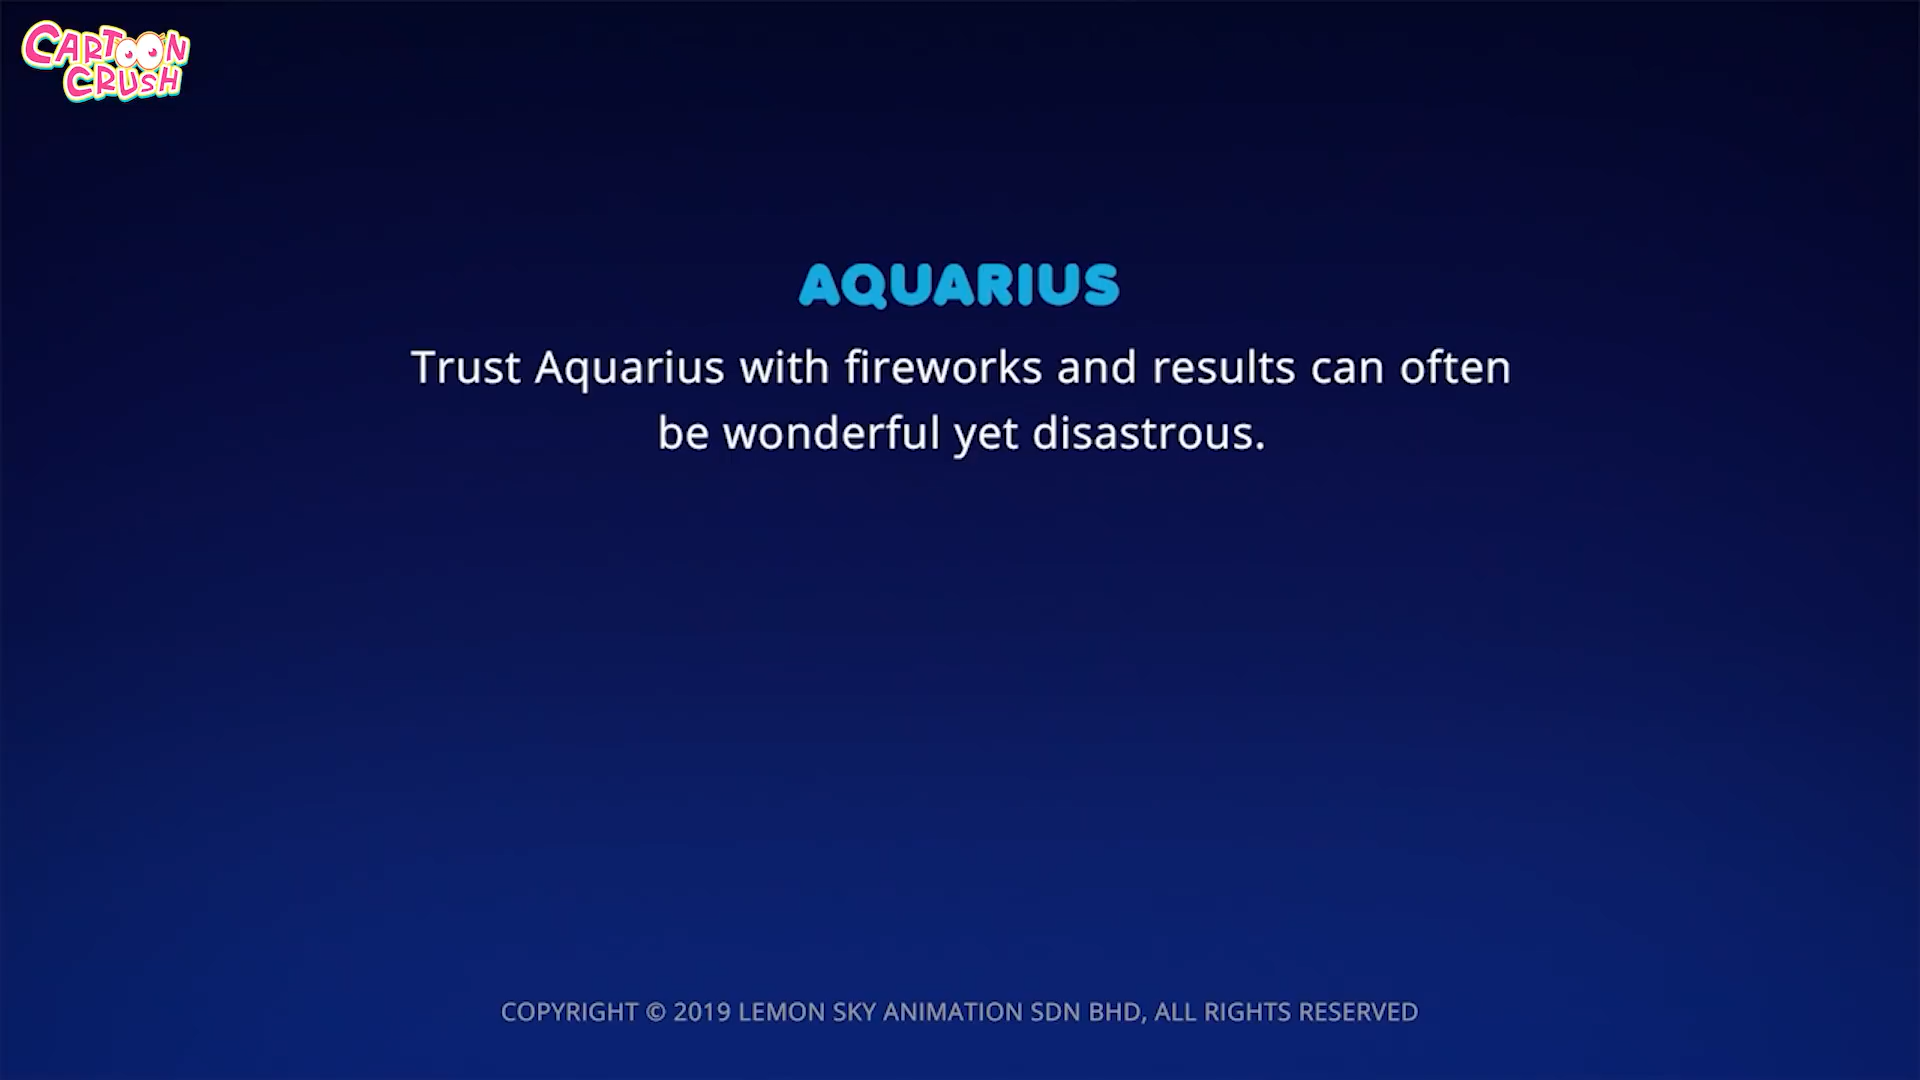 CARTOON
CRUSH
AQUARIUS
Trust Aquarius with fireworks and results can often
be wonderful yet disastrous.
COPYRIGHT © 2019 LEMON SKY ANIMATION SDN BHD, ALL RIGHTS RESERVED